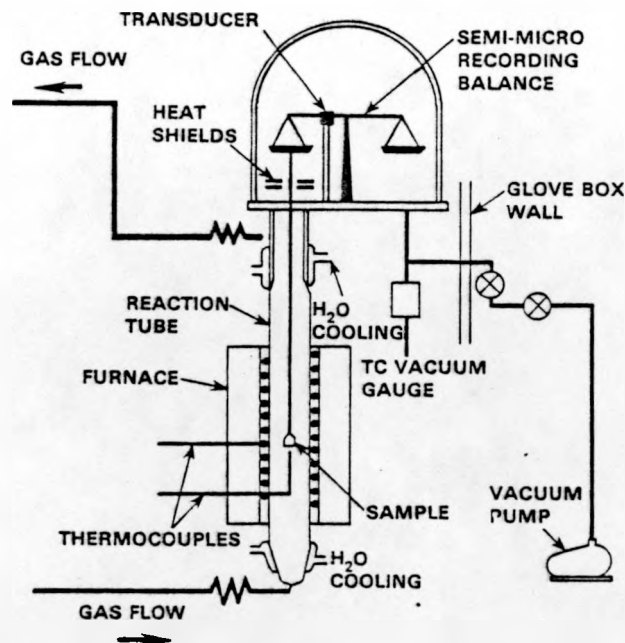 TRANSDUCER
GAS FLOW
SEMI-MICRO
RECORDING
BALANCE
HEAT
SHIELDS
GLOVE BOX
WALL
REACTION
TUBE
H2O
COOLING
FURNACE
TC VACUUM
GAUGE
SAMPLE
VACUUM
PUMP
THERMOCOUPLES
H2O
COOLING
GAS FLOW